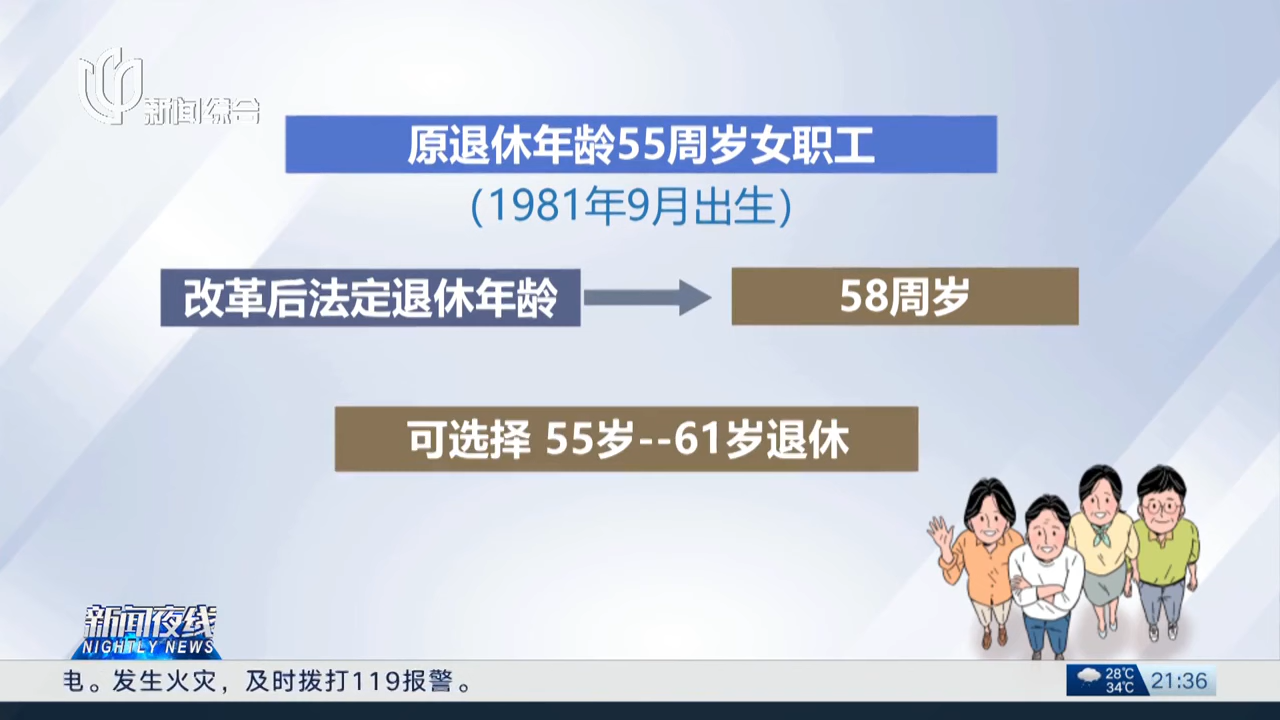 新闻综合
原退休年龄55周岁女职工
(1981年9月出生)
改革后法定退休年龄
58周岁
可选择 55岁--61岁退休
新闻夜线
NIGHTLY NEWS
电。发生火灾，及时拨打119报警。
28℃
34℃
21:36